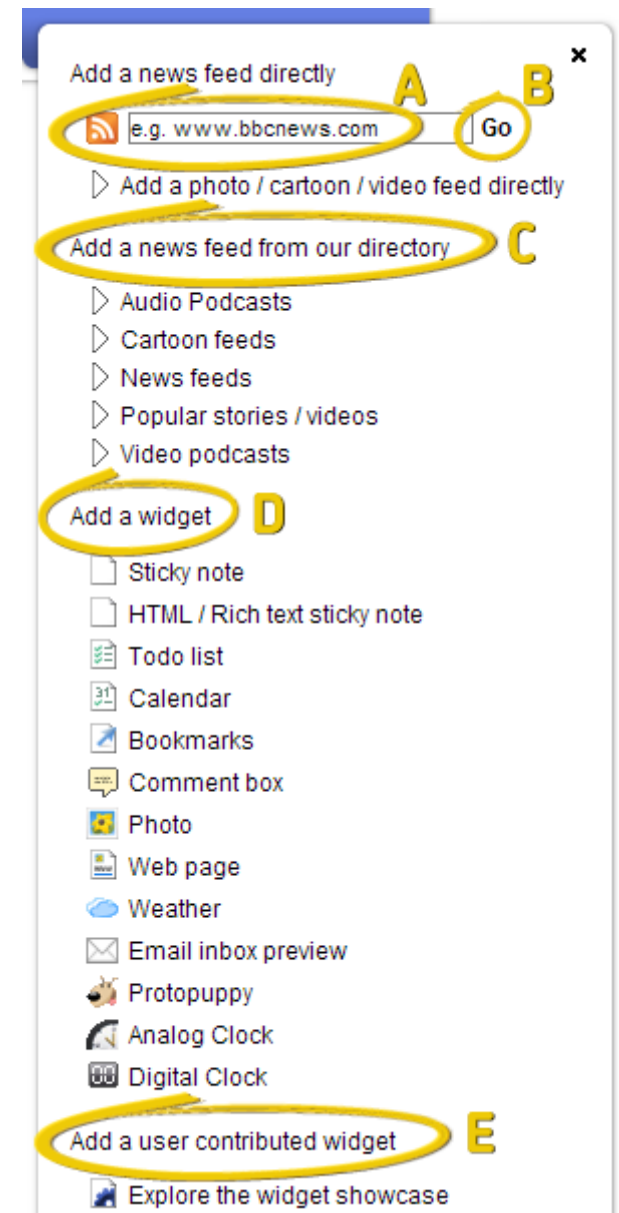 Add a news feed directly
A
B
e.g. www.bbcnews.com
Go
Add a photo / cartoon / video feed directly
Add a news feed from our directory
C
Audio Podcasts
Cartoon feeds
News feeds
Popular stories / videos
Video podcasts
Add a widget
D
Sticky note
HTML / Rich text sticky note
Todo list
Calendar
Bookmarks
Comment box
Photo
Web page
Weather
Email inbox preview
Protopuppy
Analog Clock
Digital Clock
Add a user contributed widget
E
Explore the widget showcase